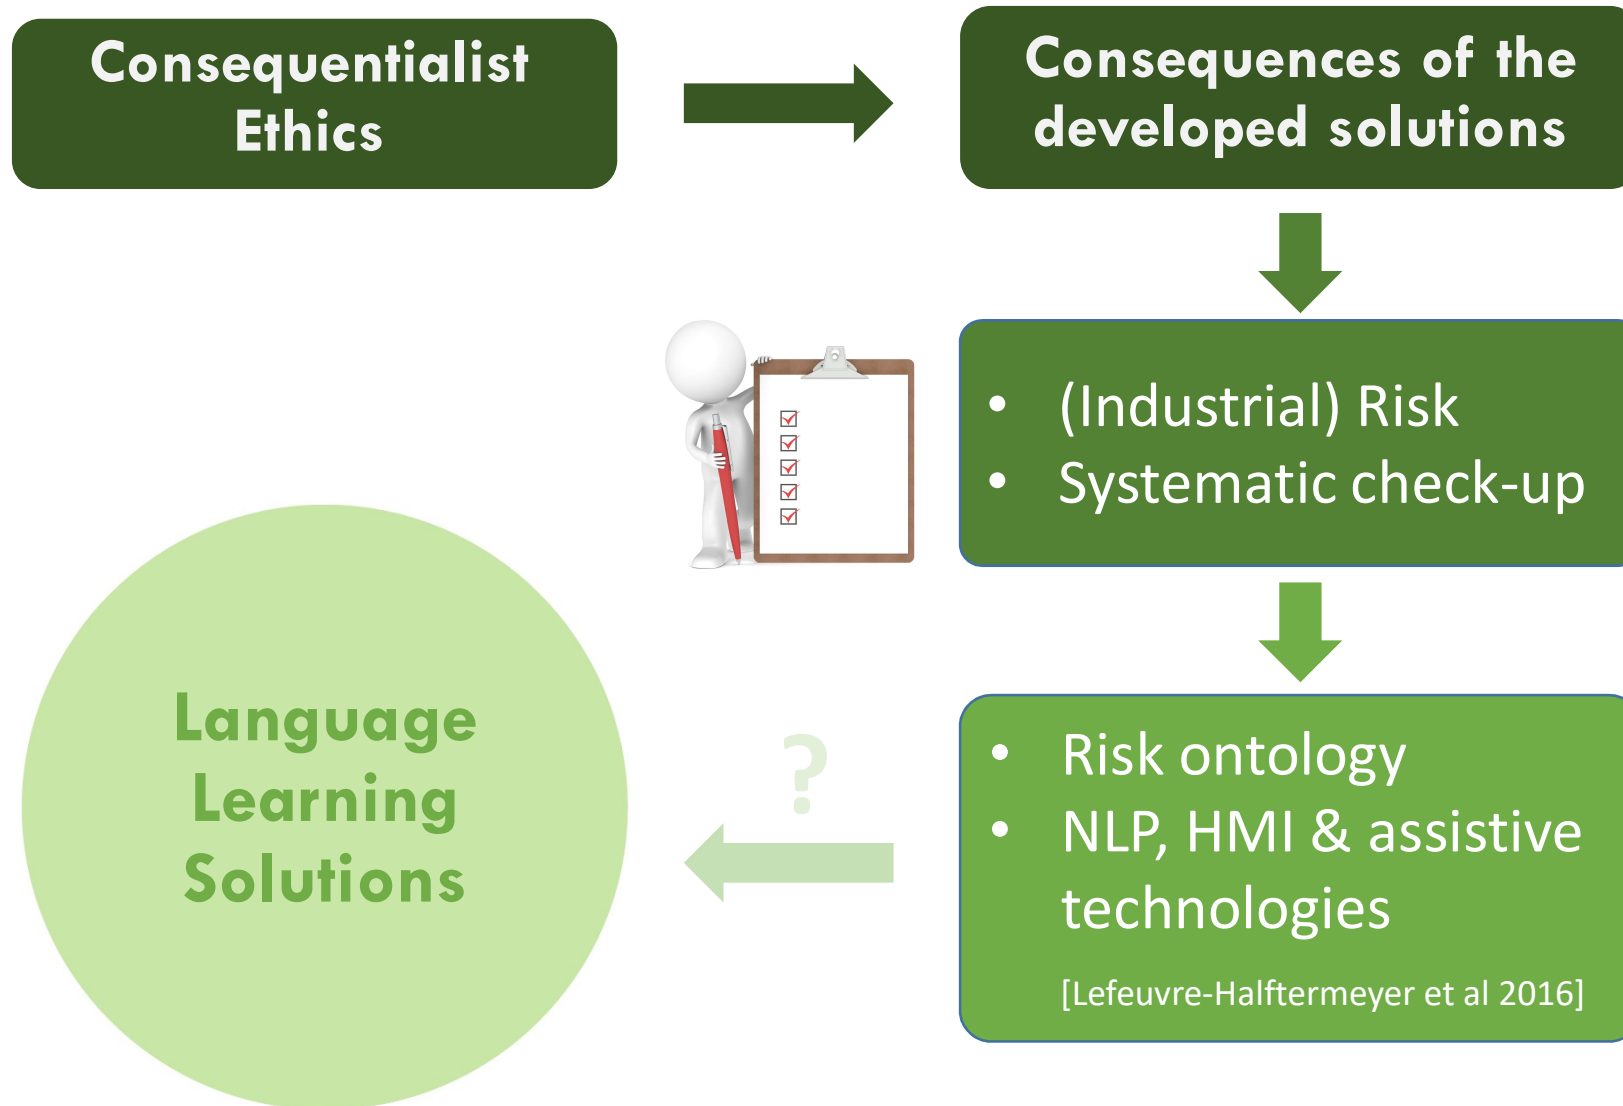 Consequentialist
Ethics
Consequences of the
developed solutions
• (Industrial) Risk
• Systematic check-up
• Risk ontology
• NLP, HMI & assistive
technologies
[Lefeuvre-Halftermeyer et al 2016]
?
Language
Learning
Solutions